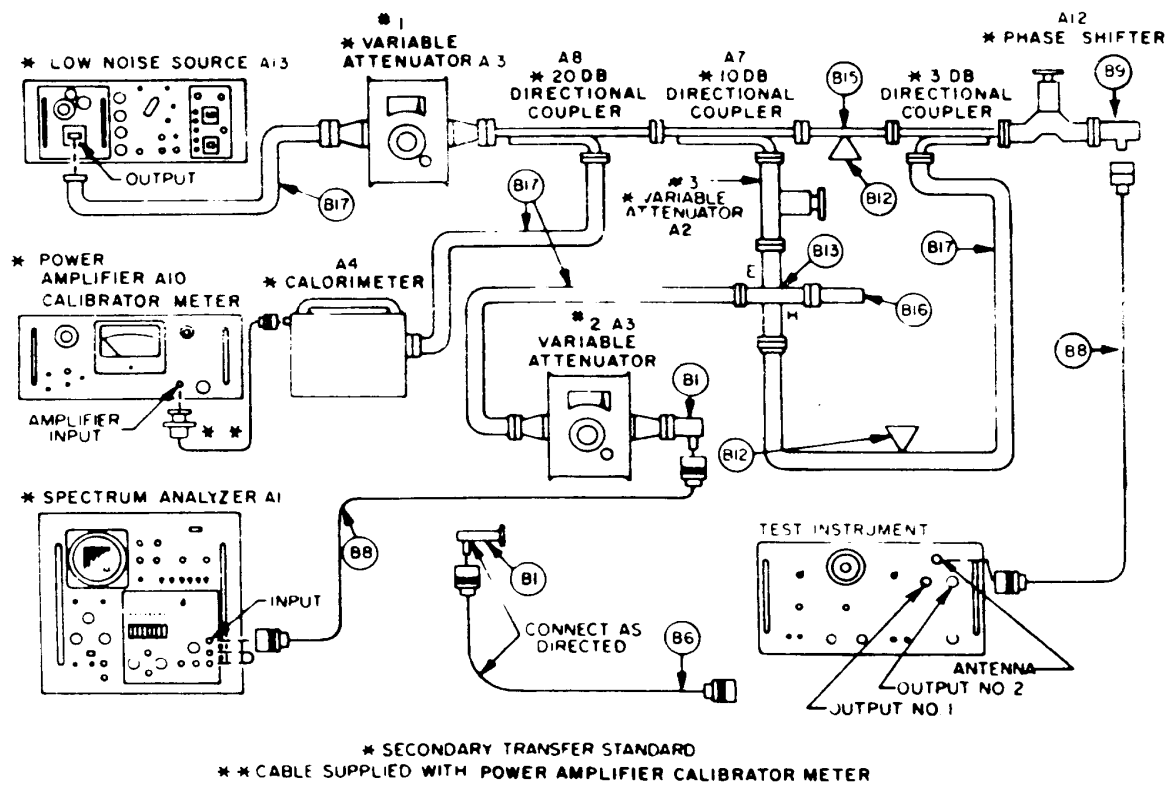 * LOW NOISE SOURCE A13
OUTPUT
B17
# 1
* VARIABLE
ATTENUATOR A3
A8
* 20 DB
DIRECTIONAL
COUPLER
A7
* 10 DB
DIRECTIONAL
COUPLER
B15
* 3 DB
DIRECTIONAL
COUPLER
A12
* PHASE SHIFTER
B9
B17
# 3
* VARIABLE
ATTENUATOR
A2
B12
B17
* POWER
AMPLIFIER A10
CALIBRATOR METER
A4
* CALORIMETER
E
B13
H
B16
B8
AMPLIFIER
INPUT
* *
# 2 A3
VARIABLE
ATTENUATOR
B1
B12
* SPECTRUM ANALYZER A1
INPUT
B8
B1
CONNECT AS
DIRECTED
B6
TEST INSTRUMENT
ANTENNA
OUTPUT NO. 2
OUTPUT NO. 1
* SECONDARY TRANSFER STANDARD
* * CABLE SUPPLIED WITH POWER AMPLIFIER CALIBRATOR METER